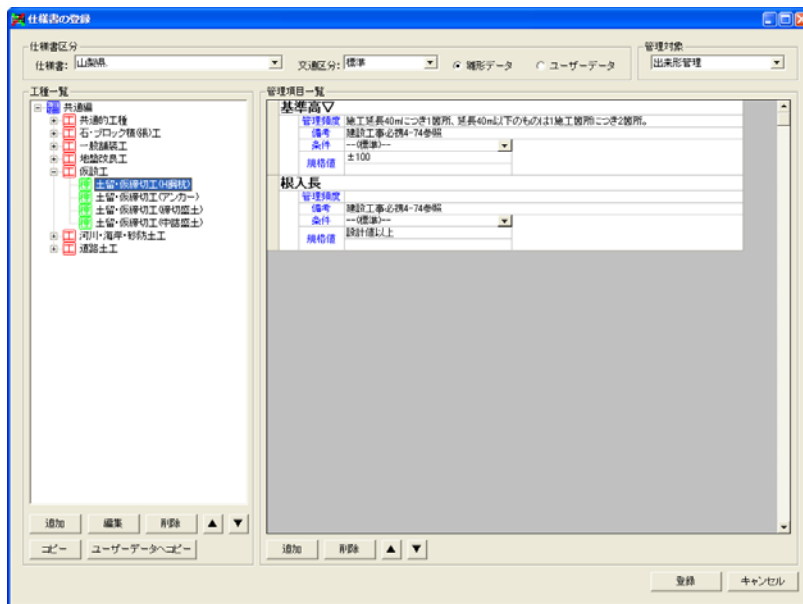 仕様書の登録
仕様書区分
仕様書: 山梨県
交通区分: 標準
雛形データ
ユーザーデータ
管理対象
出来形管理
工種一覧
共通編
工 共通的工種
工 石・ブロック積(張)工
工 一般舗装工
工 地盤改良工
工 仮設工
土留・仮締切工(H鋼杭)
土留・仮締切工(アンカー)
土留・仮締切工(締切盛土)
土留・仮締切工(中詰盛土)
工 河川・海岸・砂防土工
工 道路土工
追加 編集 削除 ▲ ▼
コピー ユーザーデータへコピー
管理項目一覧
基準高▽
管理頻度 施工延長40mにつき1箇所、延長40m以下のものは1施工箇所につき2箇所。
備考 建設工事必携4-74参照
条件 --(標準)--
規格値 ±100
根入長
管理頻度
備考 建設工事必携4-74参照
条件 --(標準)--
規格値 設計値以上
追加 削除 ▲ ▼
登録 キャンセル